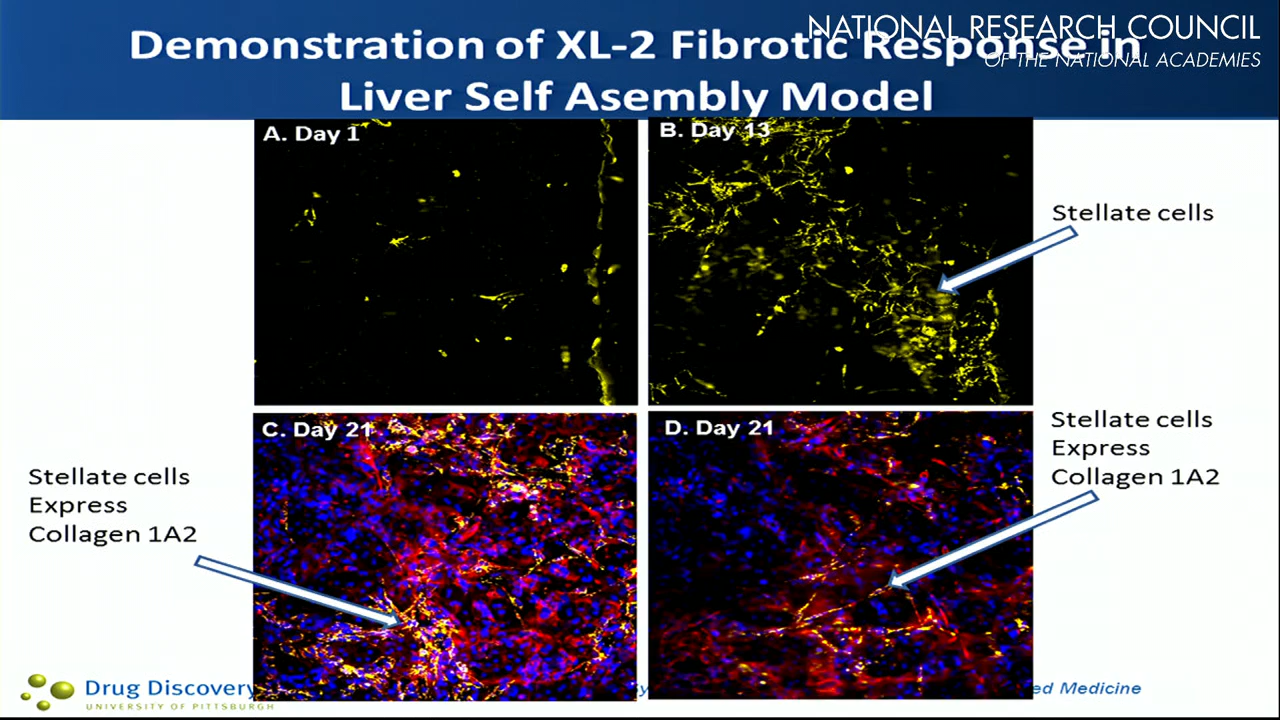 NATIONAL RESEARCH COUNCIL
OF THE NATIONAL ACADEMIES
Demonstration of XL-2 Fibrotic Response in
Liver Self Asembly Model
A. Day 1
B. Day 13
Stellate cells
C. Day 21
D. Day 21
Stellate cells
Express
Collagen 1A2
Stellate cells
Express
Collagen 1A2
Drug Discovery
UNIVERSITY OF PITTSBURGH
Medicine